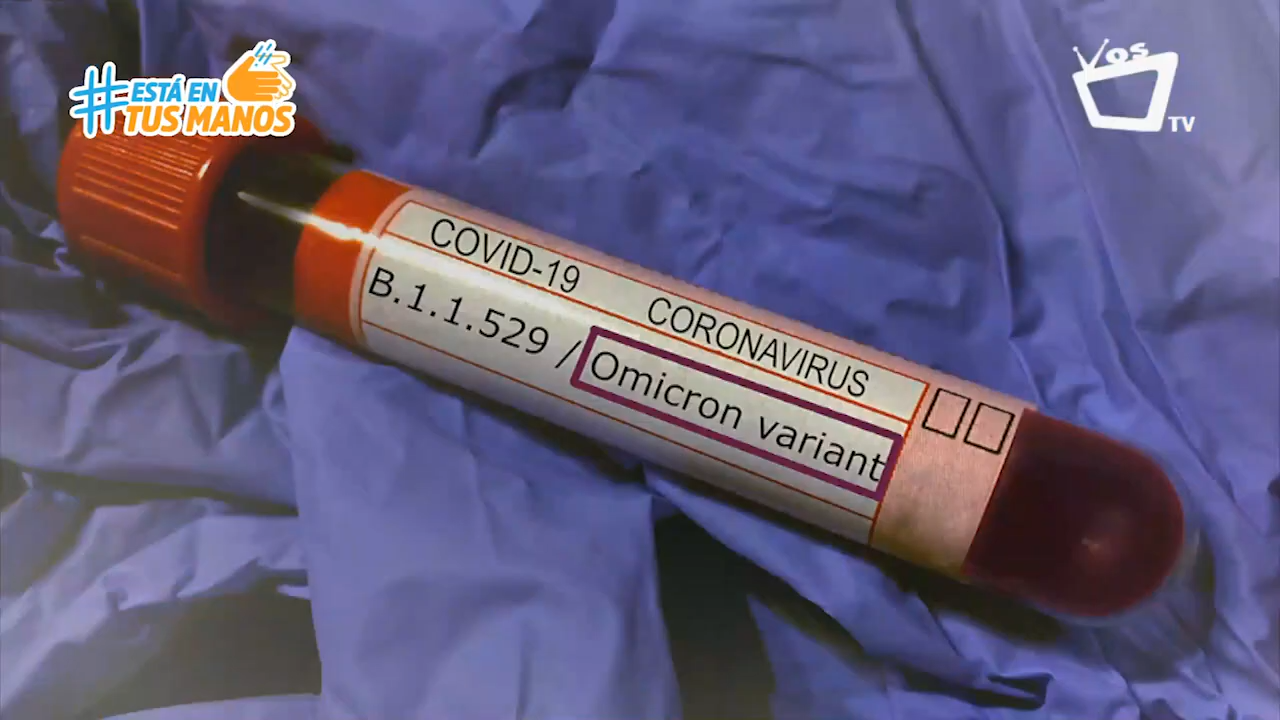 #ESTÁ EN
TUS MANOS
VOS
TV
COVID-19
CORONAVIRUS
B.1.1.529 / Omicron variant